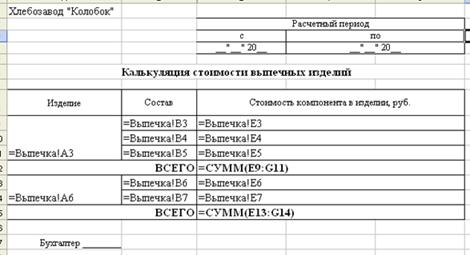 Хлебозавод "Колобок"
Расчетный период
с по
__"__"__20__ __"__"__20__
Калькуляция стоимости выпечных изделий
Изделие Состав Стоимость компонента в изделии, руб.
=Выпечка!B3 =Выпечка!E3
=Выпечка!B4 =Выпечка!E4
=Выпечка!A3 =Выпечка!B5 =Выпечка!E5
ВСЕГО =СУММ(E9:G11)
=Выпечка!B6 =Выпечка!E6
=Выпечка!A6 =Выпечка!B7 =Выпечка!E7
ВСЕГО =СУММ(E13:G14)
Бухгалтер _______